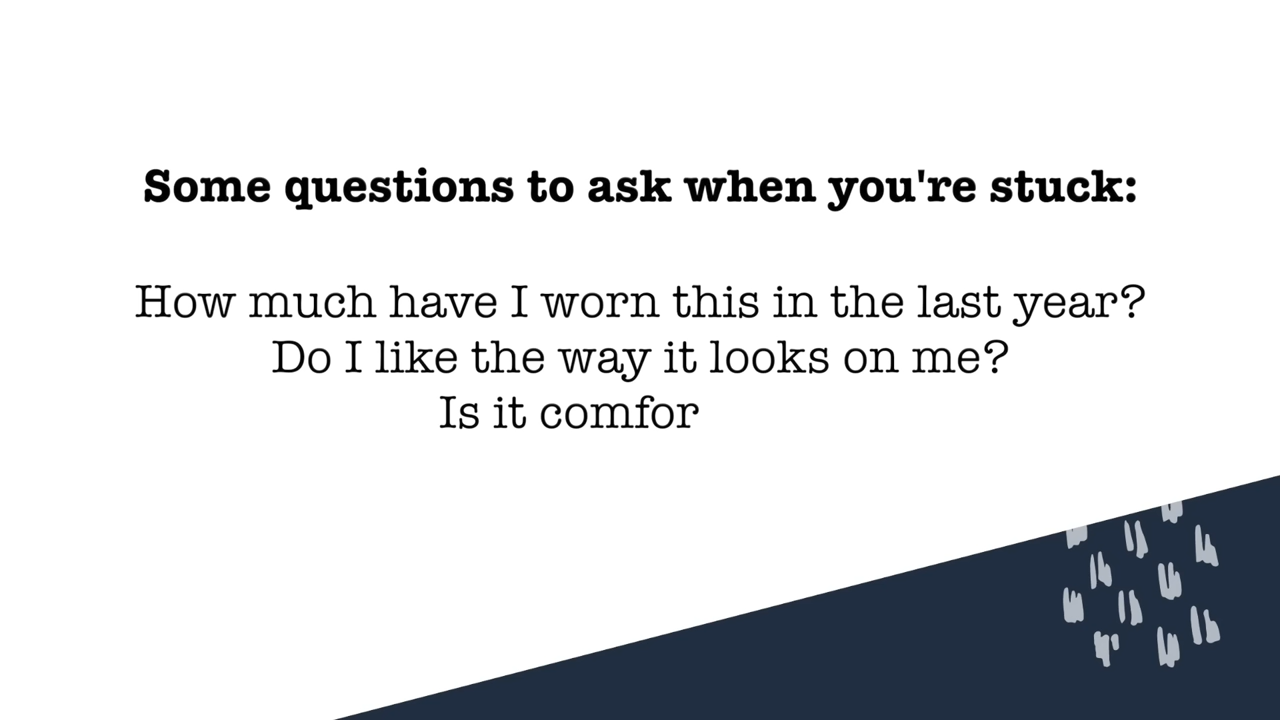 Some questions to ask when you're stuck:
How much have I worn this in the last year?
Do I like the way it looks on me?
Is it comfor